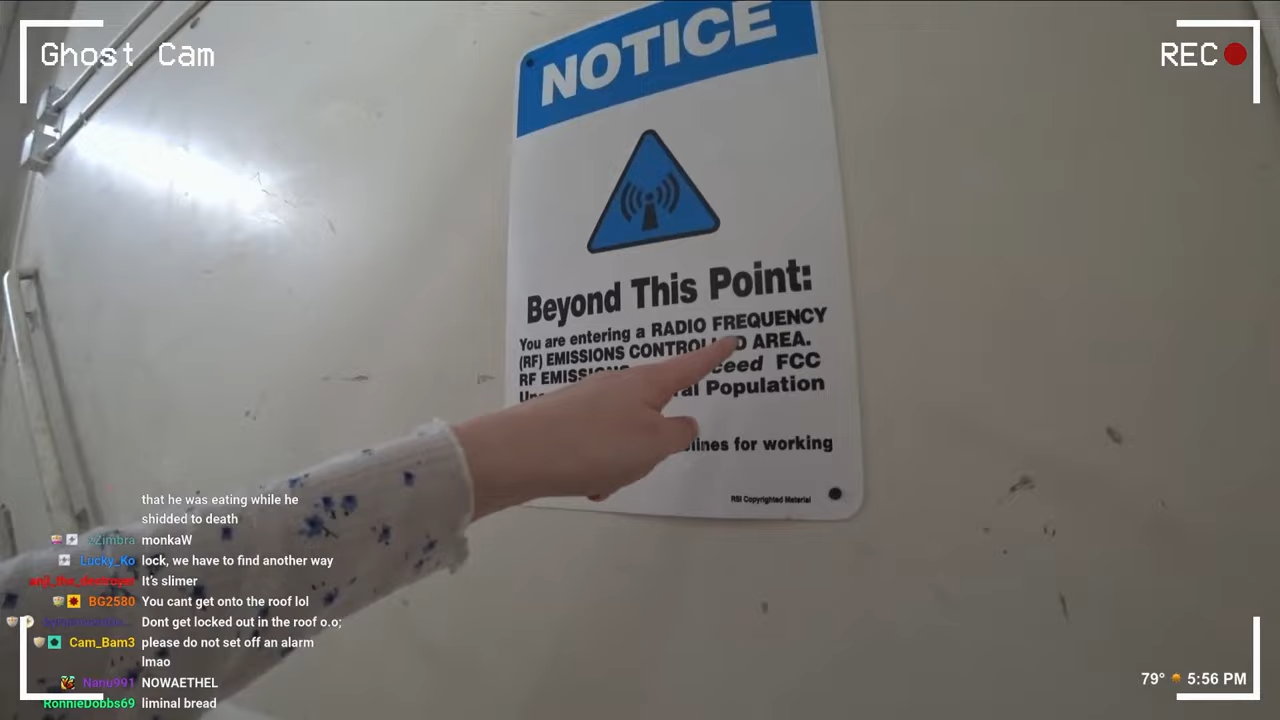 Ghost Cam
REC
NOTICE
Beyond This Point:
You are entering a RADIO FREQUENCY
(RF) EMISSIONS CONTROLLED AREA.
RF EMISSIONS FCC
Population
for working
RSI Copyrighted Material
that he was eating while he
shidded to death
zZimbra monkaW
Lucky_Ko lock, we have to find another way
It's slimer
BG2580 You cant get onto the roof lol
Dont get locked out in the roof o.o;
Cam_Bam3 please do not set off an alarm
lmao
Nanu991 NOWAETHEL
RonnieDobbs69 liminal bread
79° 5:56 PM